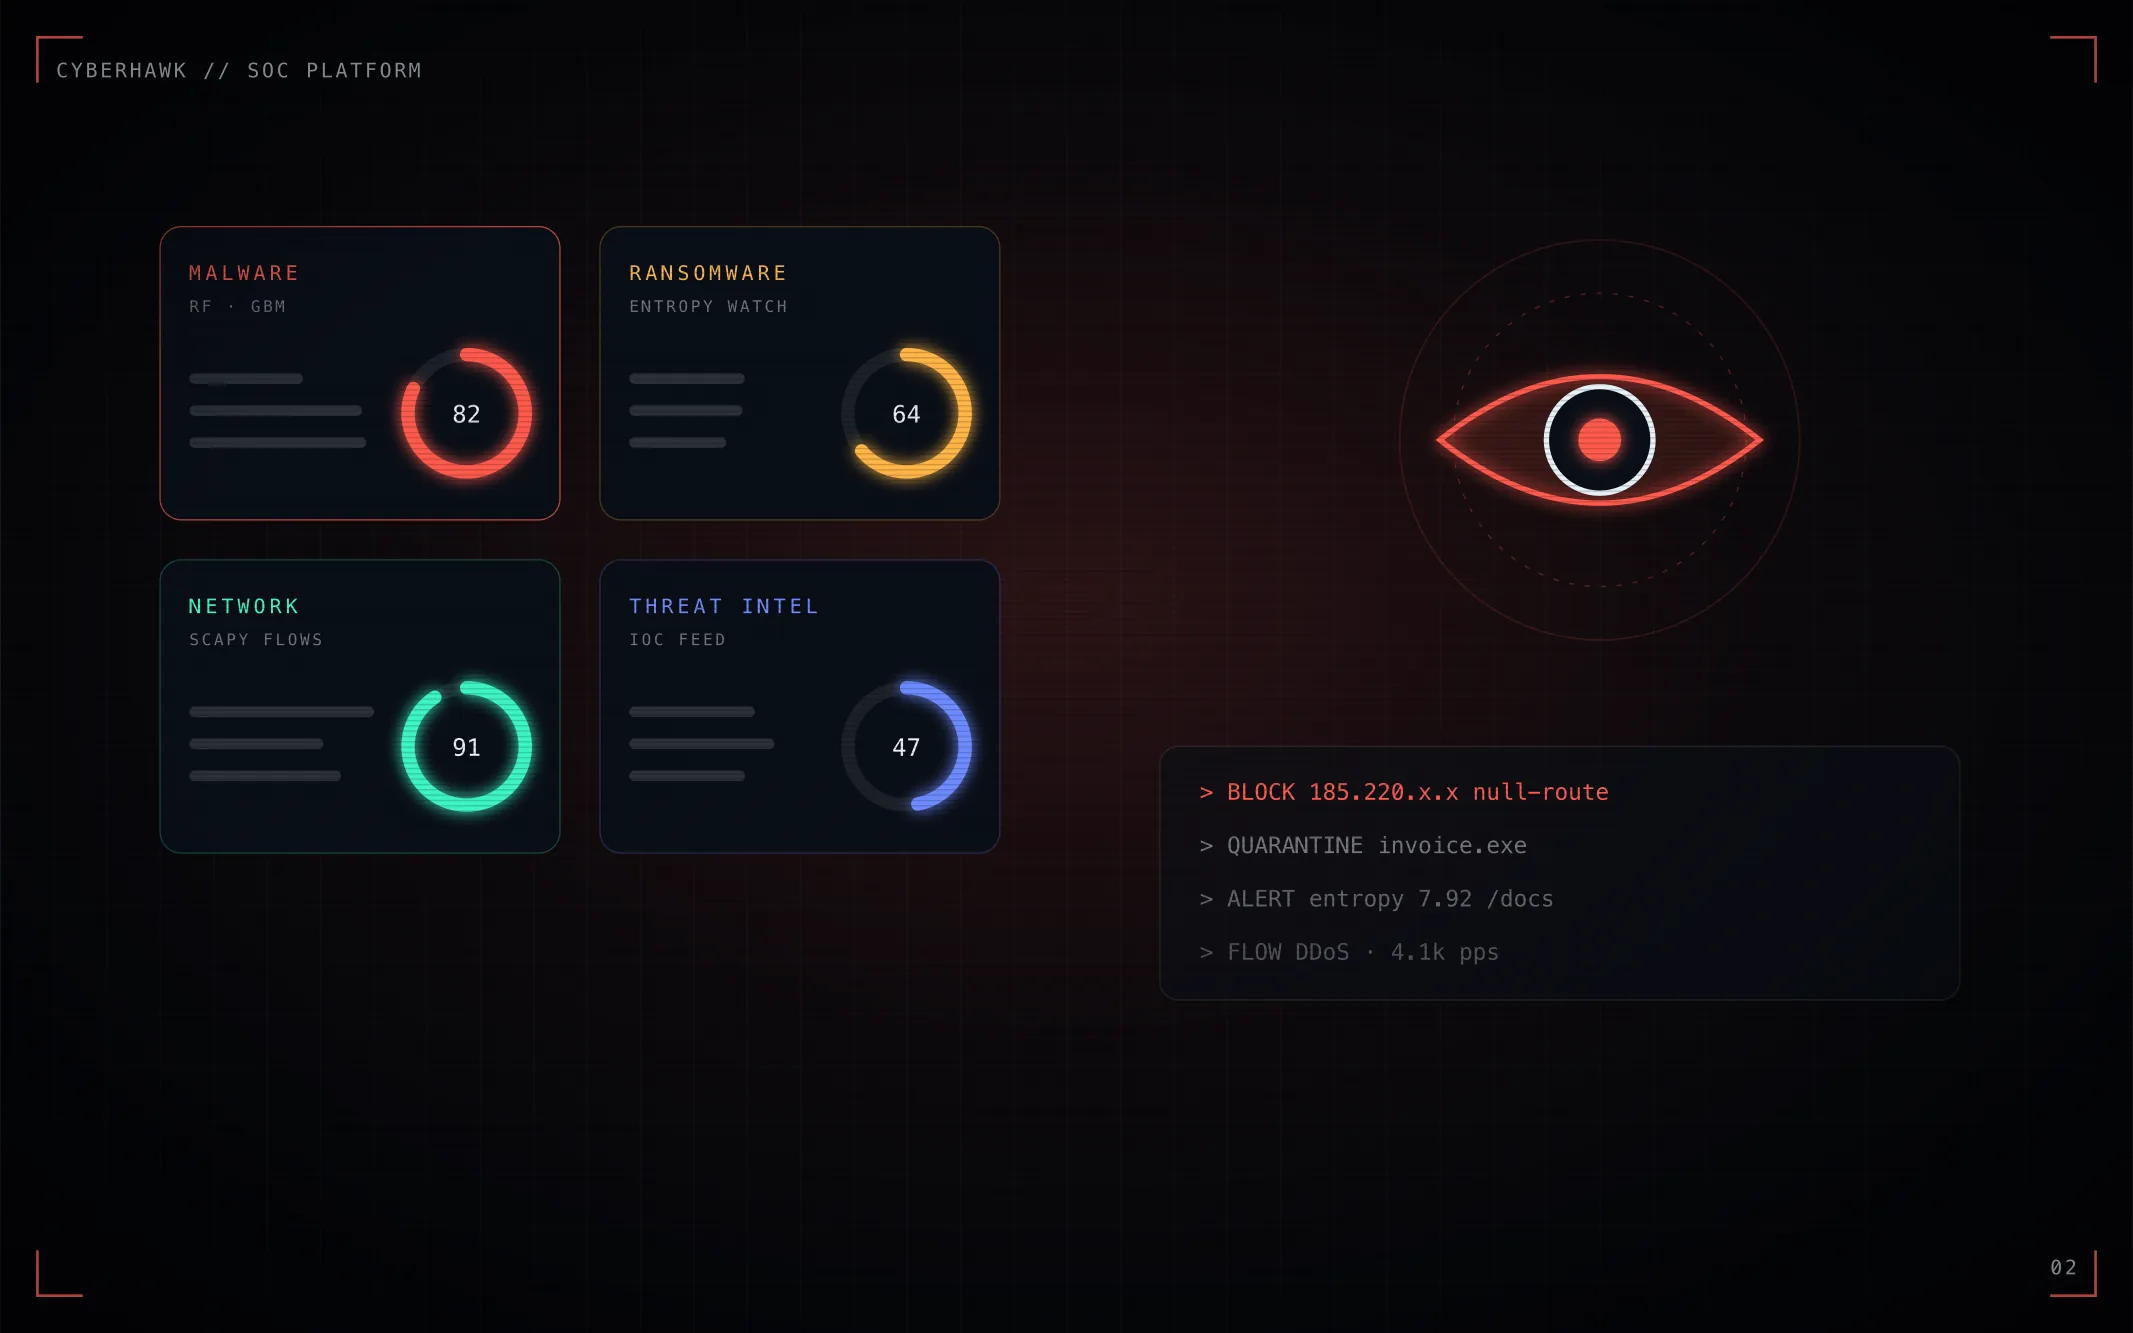 CYBERHAWK // SOC PLATFORM
MALWARE
RF · GBM
82
RANSOMWARE
ENTROPY WATCH
64
NETWORK
SCAPY FLOWS
91
THREAT INTEL
IOC FEED
47
> BLOCK 185.220.x.x null-route
> QUARANTINE invoice.exe
> ALERT entropy 7.92 /docs
> FLOW DDoS · 4.1k pps
02